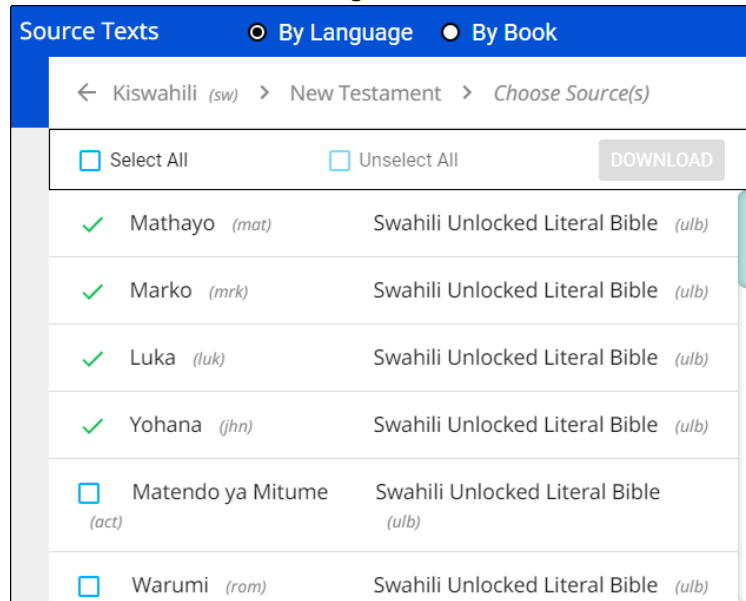 Source Texts By Language By Book
Kiswahili (sw) > New Testament > Choose Source(s)
Select All Unselect All DOWNLOAD
Mathayo (mat) Swahili Unlocked Literal Bible (ulb)
Marko (mrk) Swahili Unlocked Literal Bible (ulb)
Luka (luk) Swahili Unlocked Literal Bible (ulb)
Yohana (jhn) Swahili Unlocked Literal Bible (ulb)
Matendo ya Mitume Swahili Unlocked Literal Bible
(act) (ulb)
Warumi (rom) Swahili Unlocked Literal Bible (ulb)